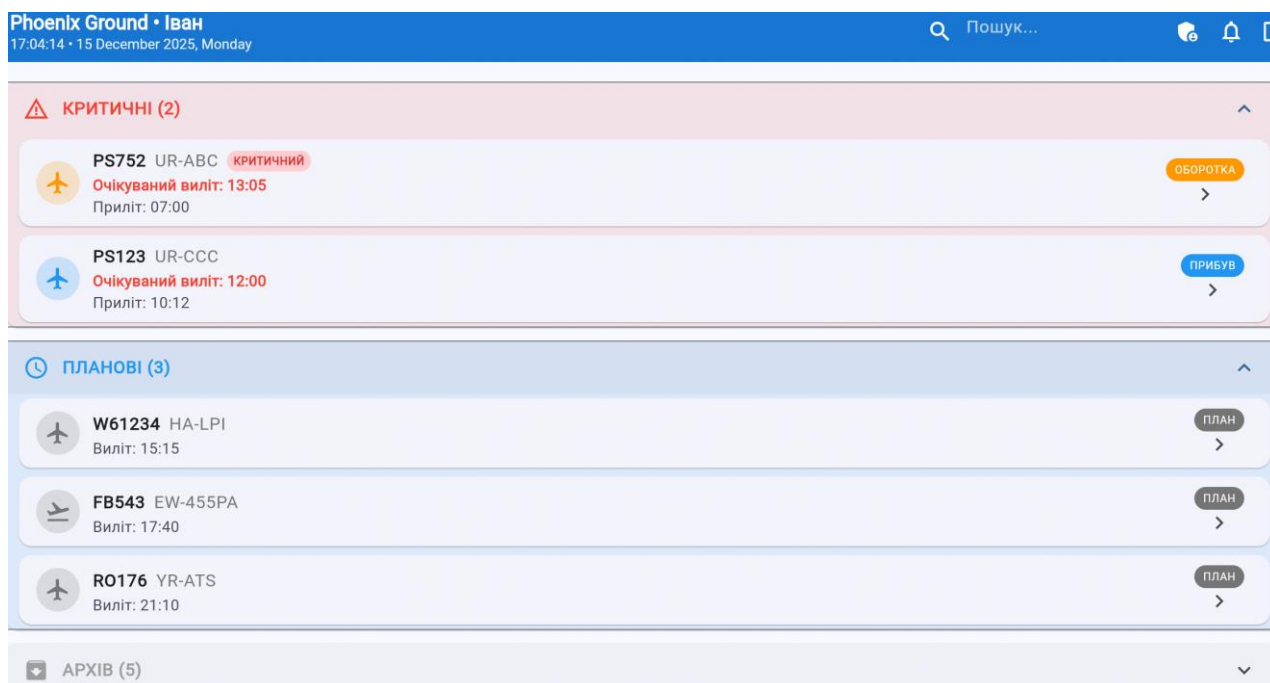 Phoenix Ground • Іван
17:04:14 • 15 December 2025, Monday
Пошук...
КРИТИЧНІ (2)
PS752 UR-ABC КРИТИЧНИЙ
Очікуваний виліт: 13:05
Приліт: 07:00
ОБОРОТКА
PS123 UR-CCC
Очікуваний виліт: 12:00
Приліт: 10:12
ПРИБУВ
ПЛАНОВІ (3)
W61234 HA-LPI
Виліт: 15:15
ПЛАН
FB543 EW-455PA
Виліт: 17:40
ПЛАН
RO176 YR-ATS
Виліт: 21:10
ПЛАН
АРХІВ (5)